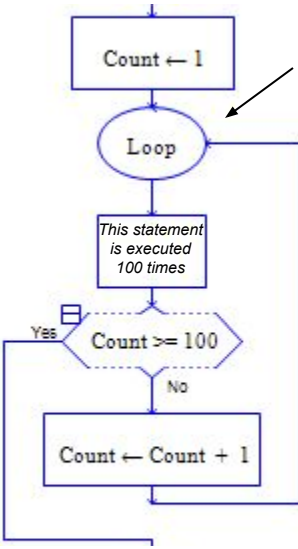 Count ← 1
Loop
This statement
is executed
100 times
Yes
Count >= 100
No
Count ← Count + 1